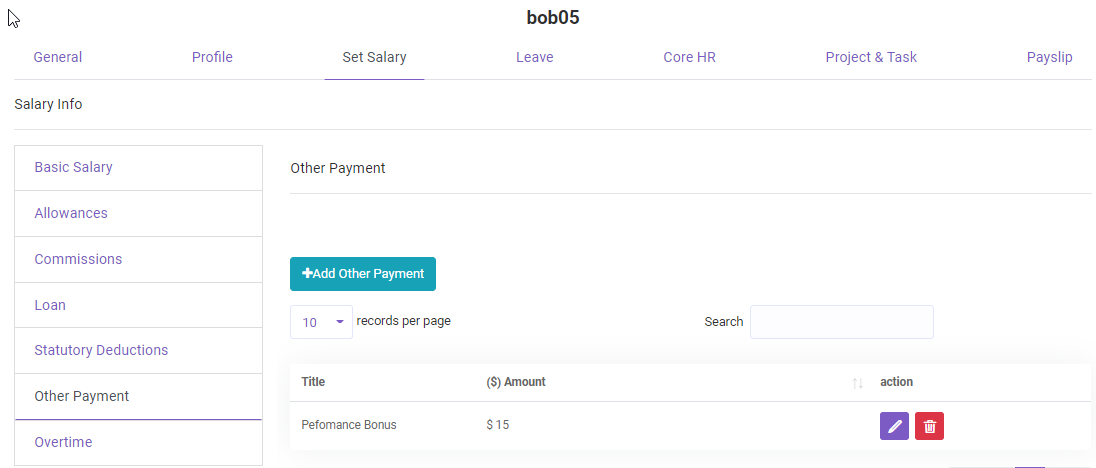 bob05
General Profile Set Salary Leave Core HR Project & Task Payslip
Salary Info
Basic Salary
Allowances
Commissions
Loan
Statutory Deductions
Other Payment
Overtime
Other Payment
+Add Other Payment
10 records per page Search
Title ($) Amount action
Pefomance Bonus $ 15